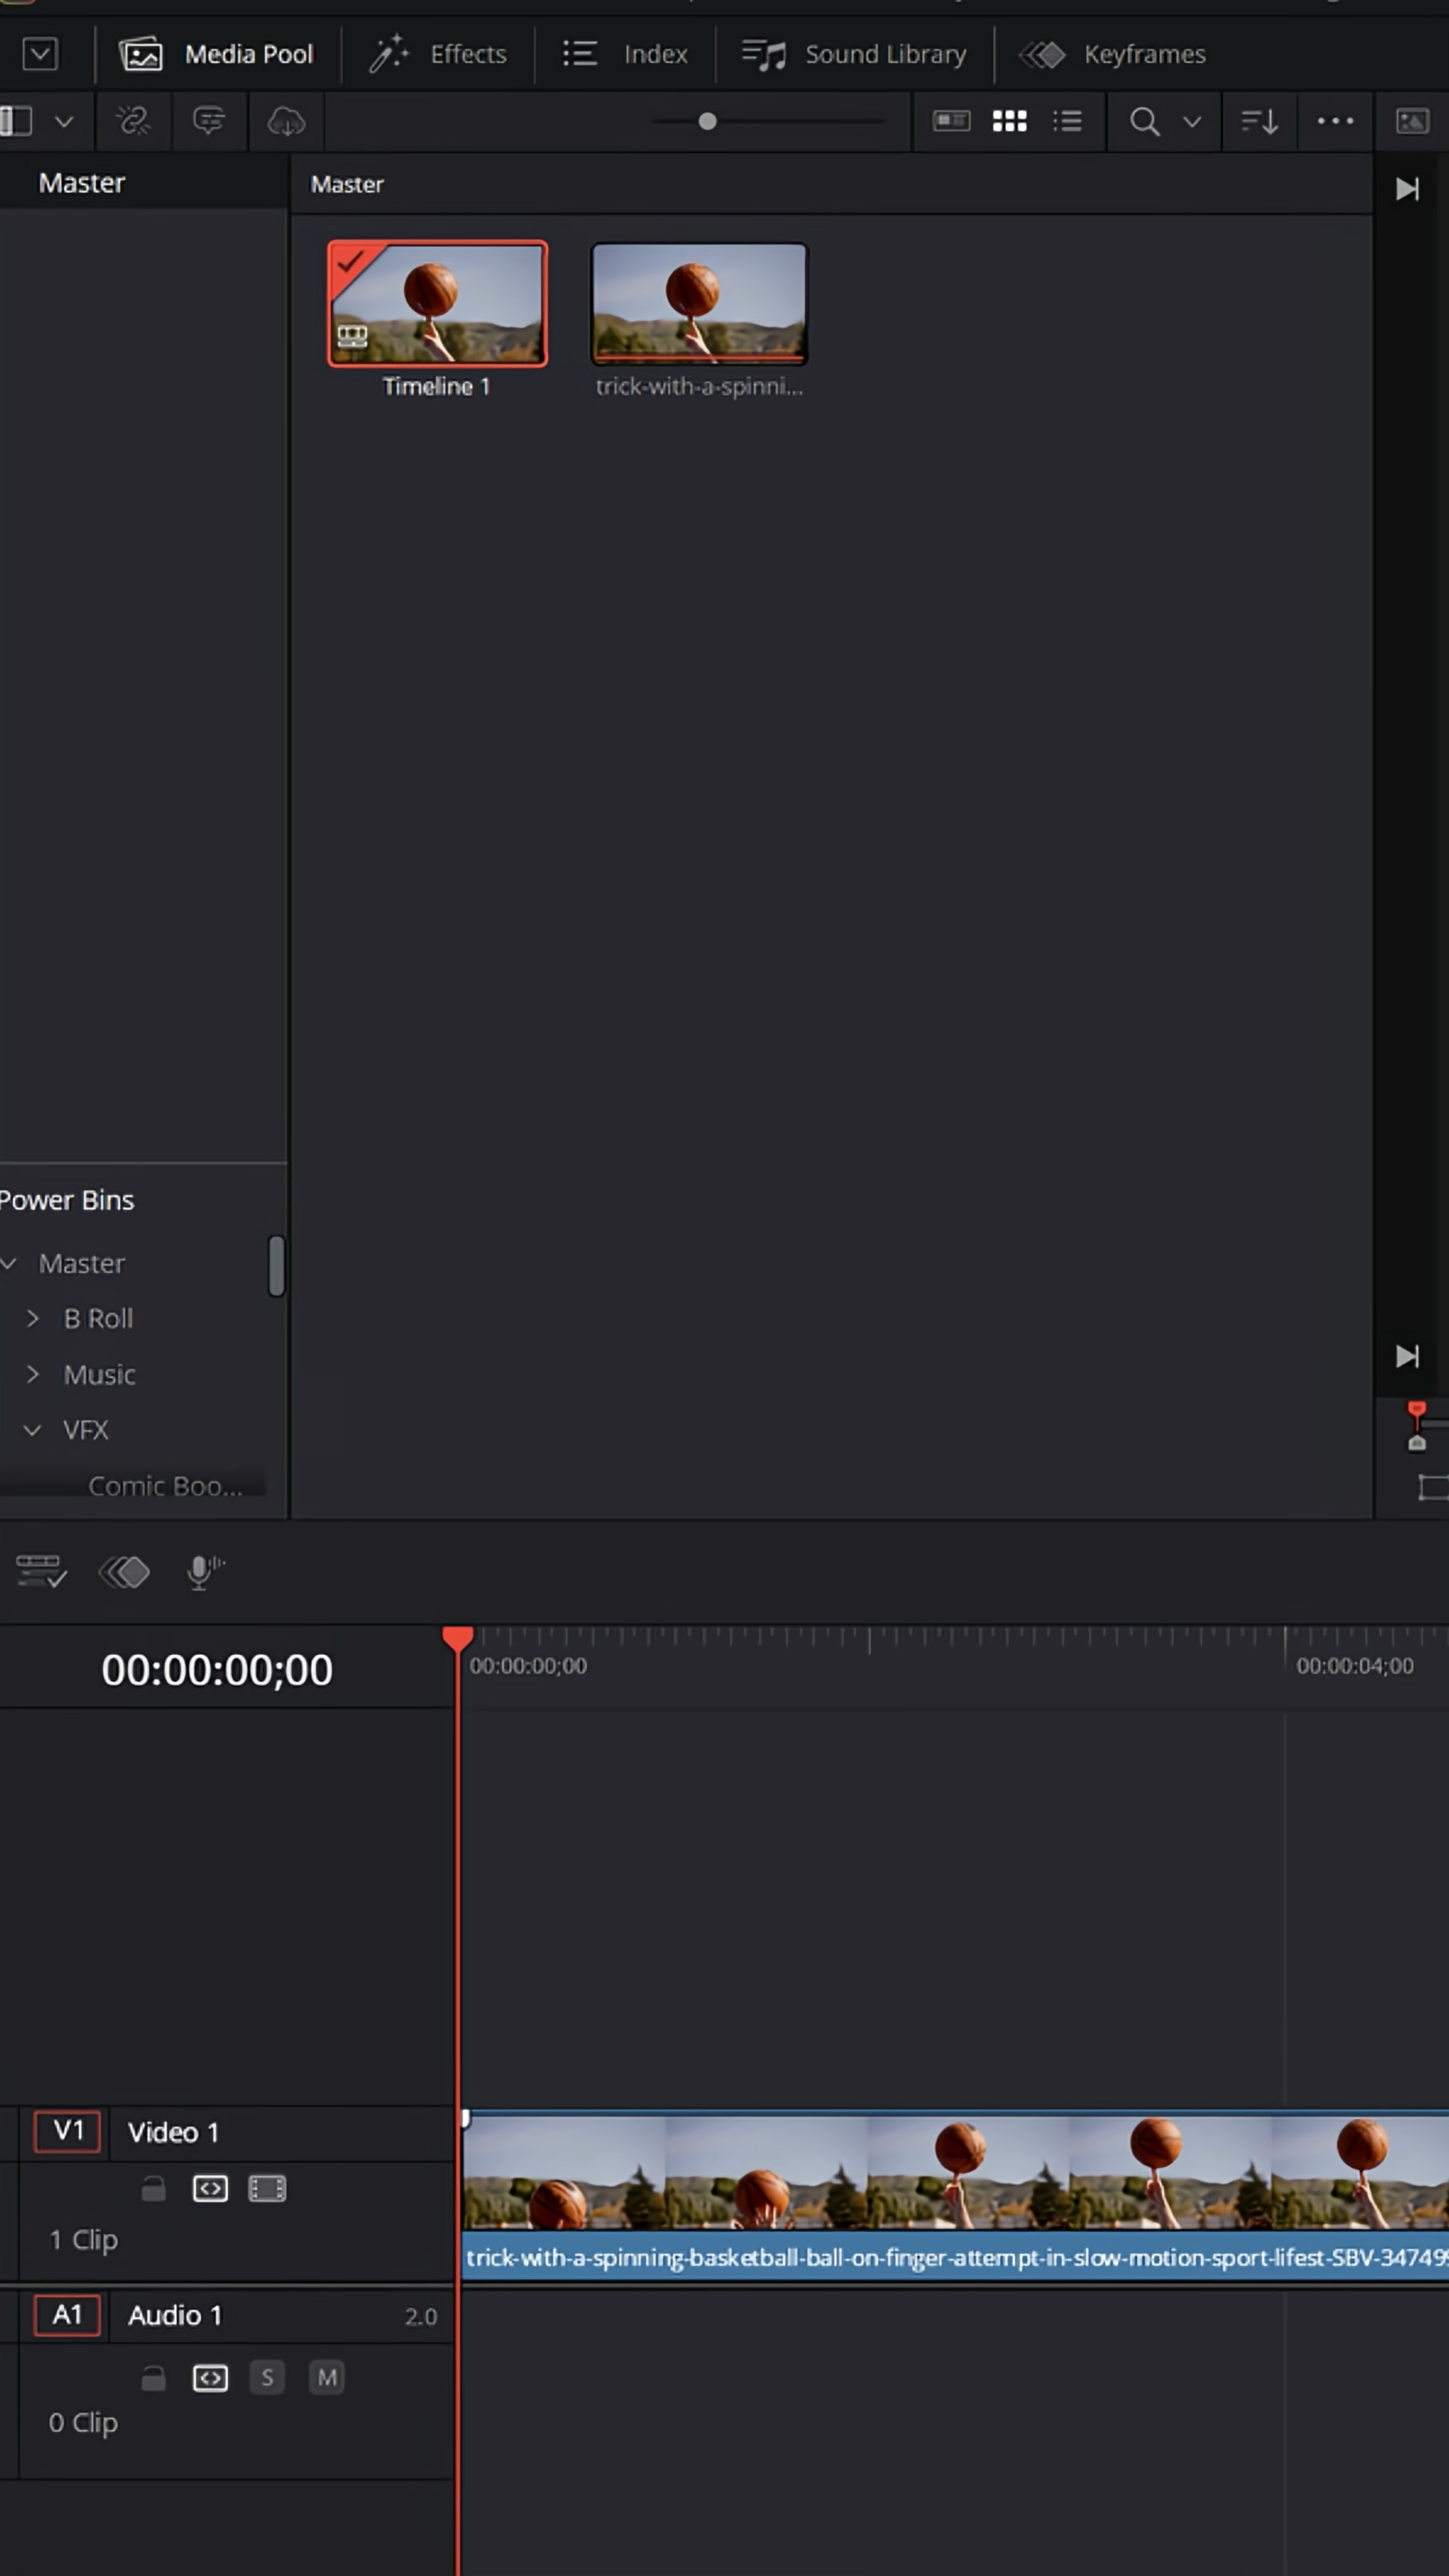 Media Pool
Effects
Index
Sound Library
Keyframes
Master
Master
Timeline 1
trick-with-a-spinni...
Power Bins
Master
B Roll
Music
VFX
Comic Boo...
00:00:00;00
00:00:00;00
00:00:04;00
V1 Video 1
1 Clip
trick-with-a-spinning-basketball-ball-on-finger-attempt-in-slow-motion-sport-lifest-SBV-347499
A1 Audio 1 2.0
S M
0 Clip